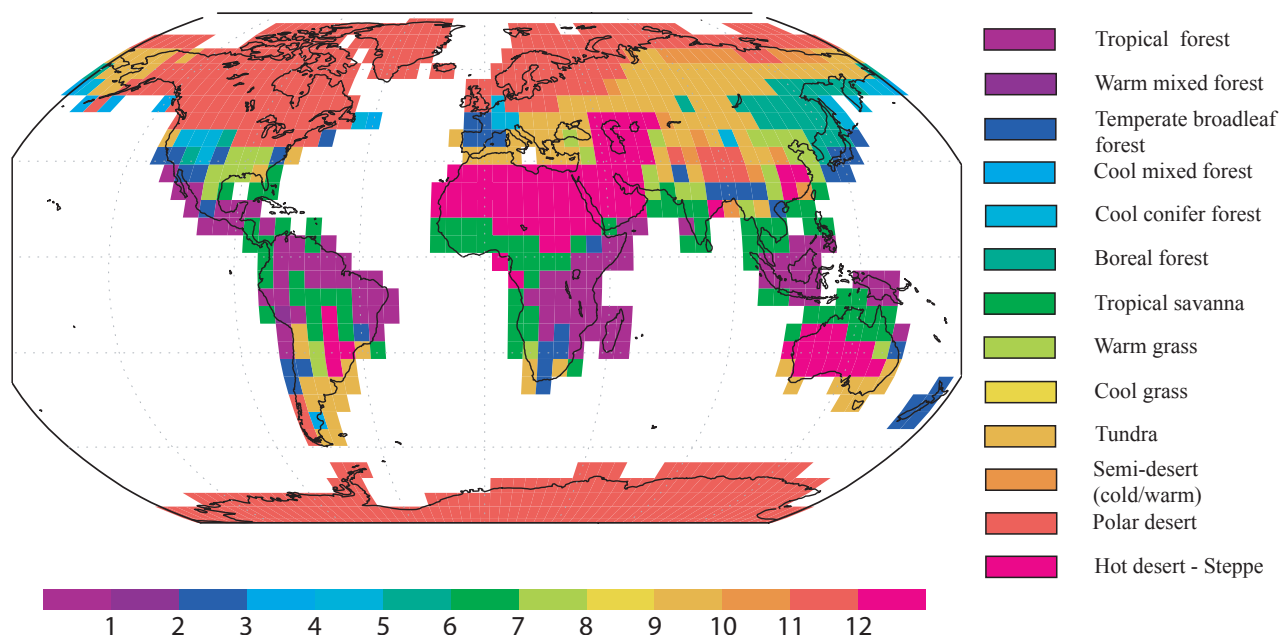 Tropical forest
Warm mixed forest
Temperate broadleaf
forest
Cool mixed forest
Cool conifer forest
Boreal forest
Tropical savanna
Warm grass
Cool grass
Tundra
Semi-desert
(cold/warm)
Polar desert
Hot desert - Steppe
1 2 3 4 5 6 7 8 9 10 11 12